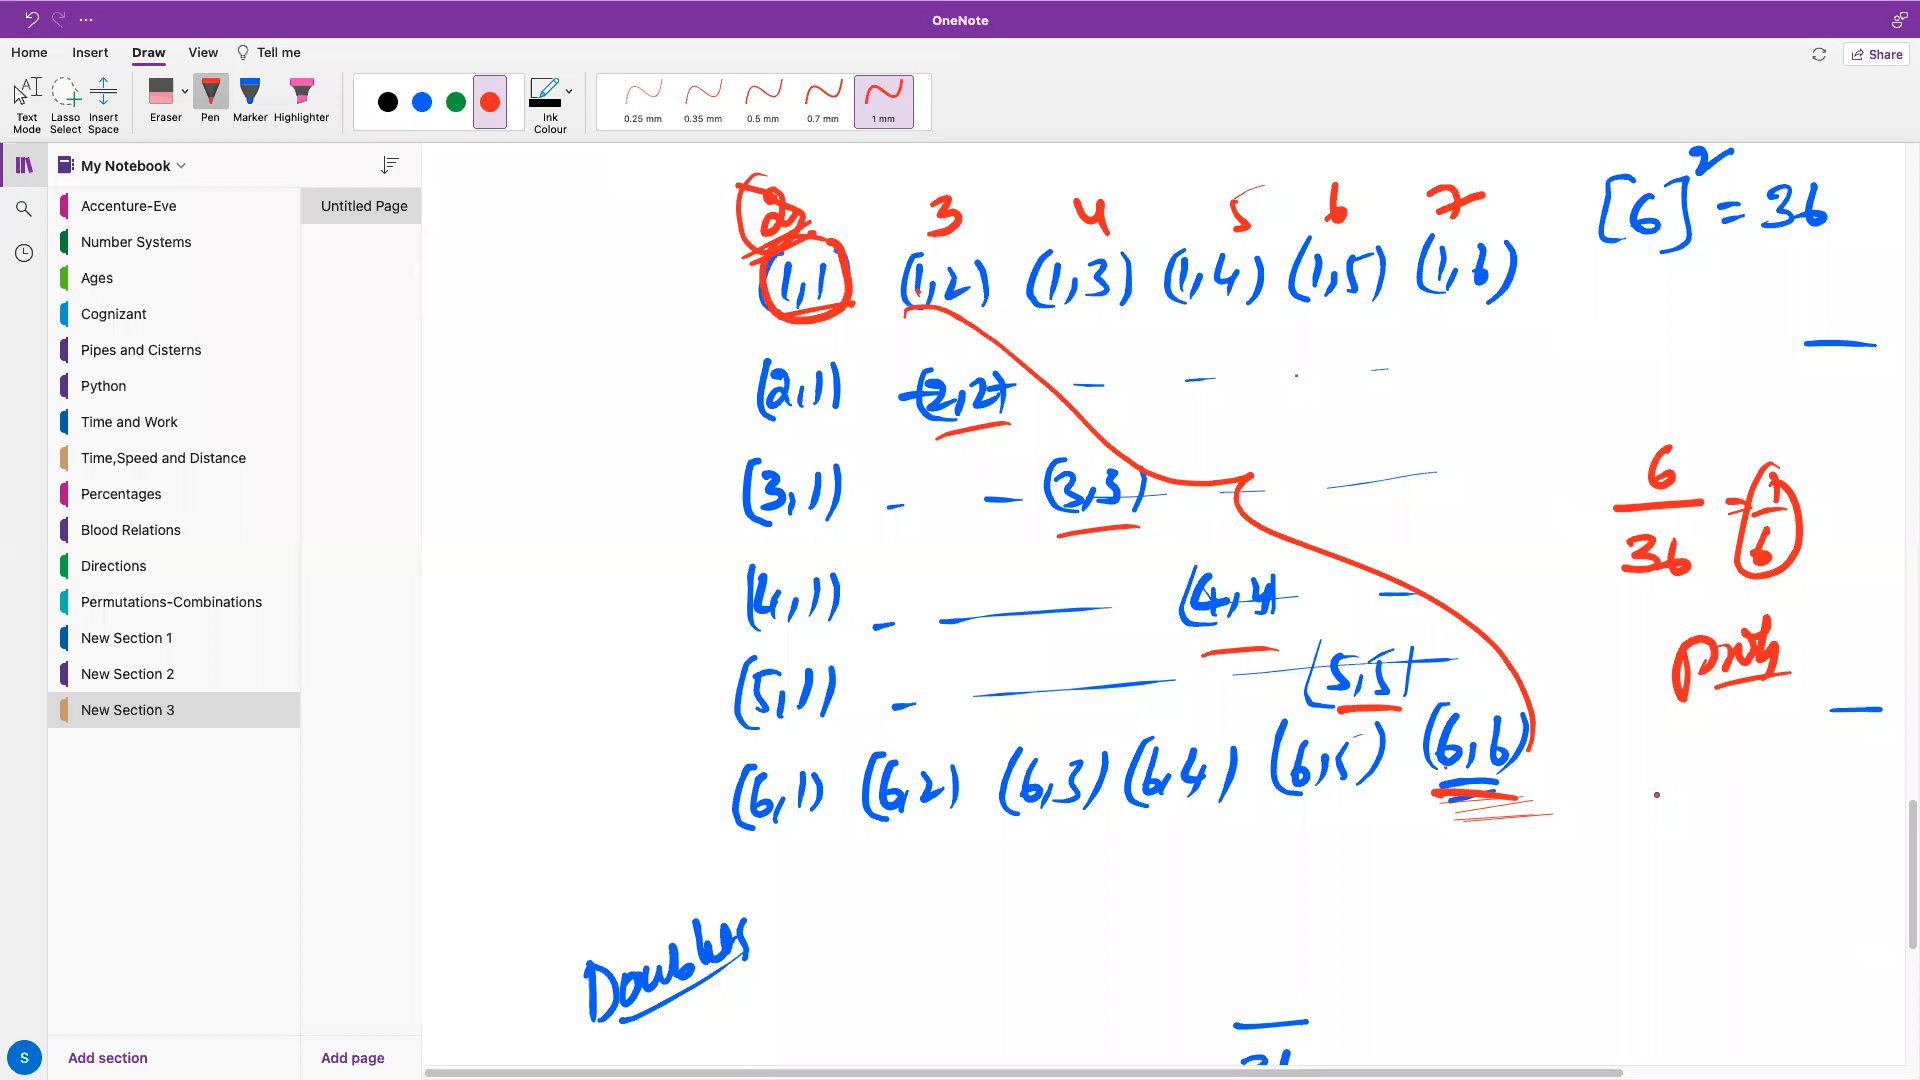 OneNote
Home Insert Draw View Tell me
Share
Text Mode
Lasso Select
Insert Space
Eraser
Pen
Marker
Highlighter
Ink Colour
0.25 mm
0.35 mm
0.5 mm
0.7 mm
1 mm
My Notebook
Accenture-Eve
Number Systems
Ages
Cognizant
Pipes and Cisterns
Python
Time and Work
Time,Speed and Distance
Percentages
Blood Relations
Directions
Permutations-Combinations
New Section 1
New Section 2
New Section 3
Add section
S
Untitled Page
Add page
2 3 4 5 6 7
(1,1) (1,2) (1,3) (1,4) (1,5) (1,6)
(2,1) (2,2) - - . -
(3,1) - - (3,3) - -
(4,1) - - (4,4) -
(5,1) - - (5,5)
(6,1) (6,2) (6,3) (6,4) (6,5) (6,6)
[6]² = 36
6/36 = 1/6
Doubles